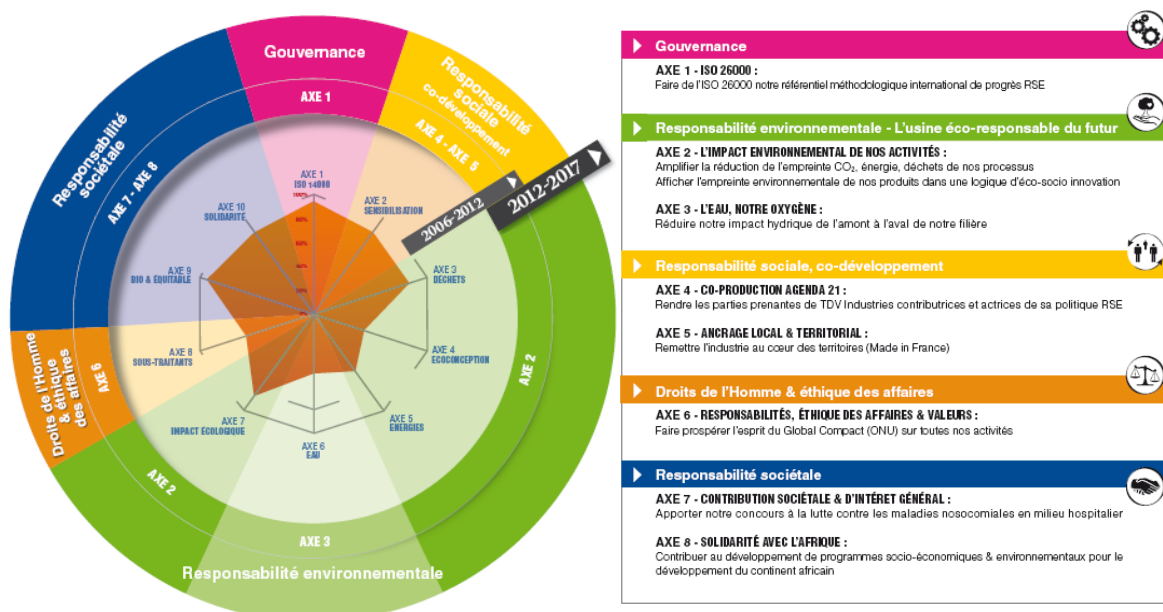 Gouvernance
AXE 1
Responsabilité
sociale
co-développement
AXE 4 - AXE 5
Responsabilité
sociétale
AXE 7 - AXE 8
2006-2012
2012-2017
AXE 1
ISO 14000
100%
80%
60%
40%
20%
0%
AXE 2
SENSIBILISATION
AXE 3
DÉCHETS
AXE 4
ECOCONCEPTION
AXE 5
ÉNERGIES
AXE 6
EAU
AXE 7
IMPACT ÉCOLOGIQUE
AXE 8
SOUS-TRAITANTS
AXE 9
BIO & ÉQUITABLE
AXE 10
SOLIDARITÉ
Droits de l'Homme
& éthique
des affaires
AXE 6
AXE 2
AXE 2
AXE 3
Responsabilité environnementale
Gouvernance
AXE 1 - ISO 26000 :
Faire de l'ISO 26000 notre référentiel méthodologique international de progrès RSE
Responsabilité environnementale - L'usine éco-responsable du futur
AXE 2 - L'IMPACT ENVIRONNEMENTAL DE NOS ACTIVITÉS :
Amplifier la réduction de l'empreinte CO₂, énergie, déchets de nos processus
Afficher l'empreinte environnementale de nos produits dans une logique d'éco-socio innovation
AXE 3 - L'EAU, NOTRE OXYGÈNE :
Réduire notre impact hydrique de l'amont à l'aval de notre filière
Responsabilité sociale, co-développement
AXE 4 - CO-PRODUCTION AGENDA 21 :
Rendre les parties prenantes de TDV Industries contributrices et actrices de sa politique RSE
AXE 5 - ANCRAGE LOCAL & TERRITORIAL :
Remettre l'industrie au cœur des territoires (Made in France)
Droits de l'Homme & éthique des affaires
AXE 6 - RESPONSABILITÉS, ÉTHIQUE DES AFFAIRES & VALEURS :
Faire prospérer l'esprit du Global Compact (ONU) sur toutes nos activités
Responsabilité sociétale
AXE 7 - CONTRIBUTION SOCIÉTALE & D'INTÉRET GÉNÉRAL :
Apporter notre concours à la lutte contre les maladies nosocomiales en milieu hospitalier
AXE 8 - SOLIDARITÉ AVEC L'AFRIQUE :
Contribuer au développement de programmes socio-économiques & environnementaux pour le
développement du continent africain